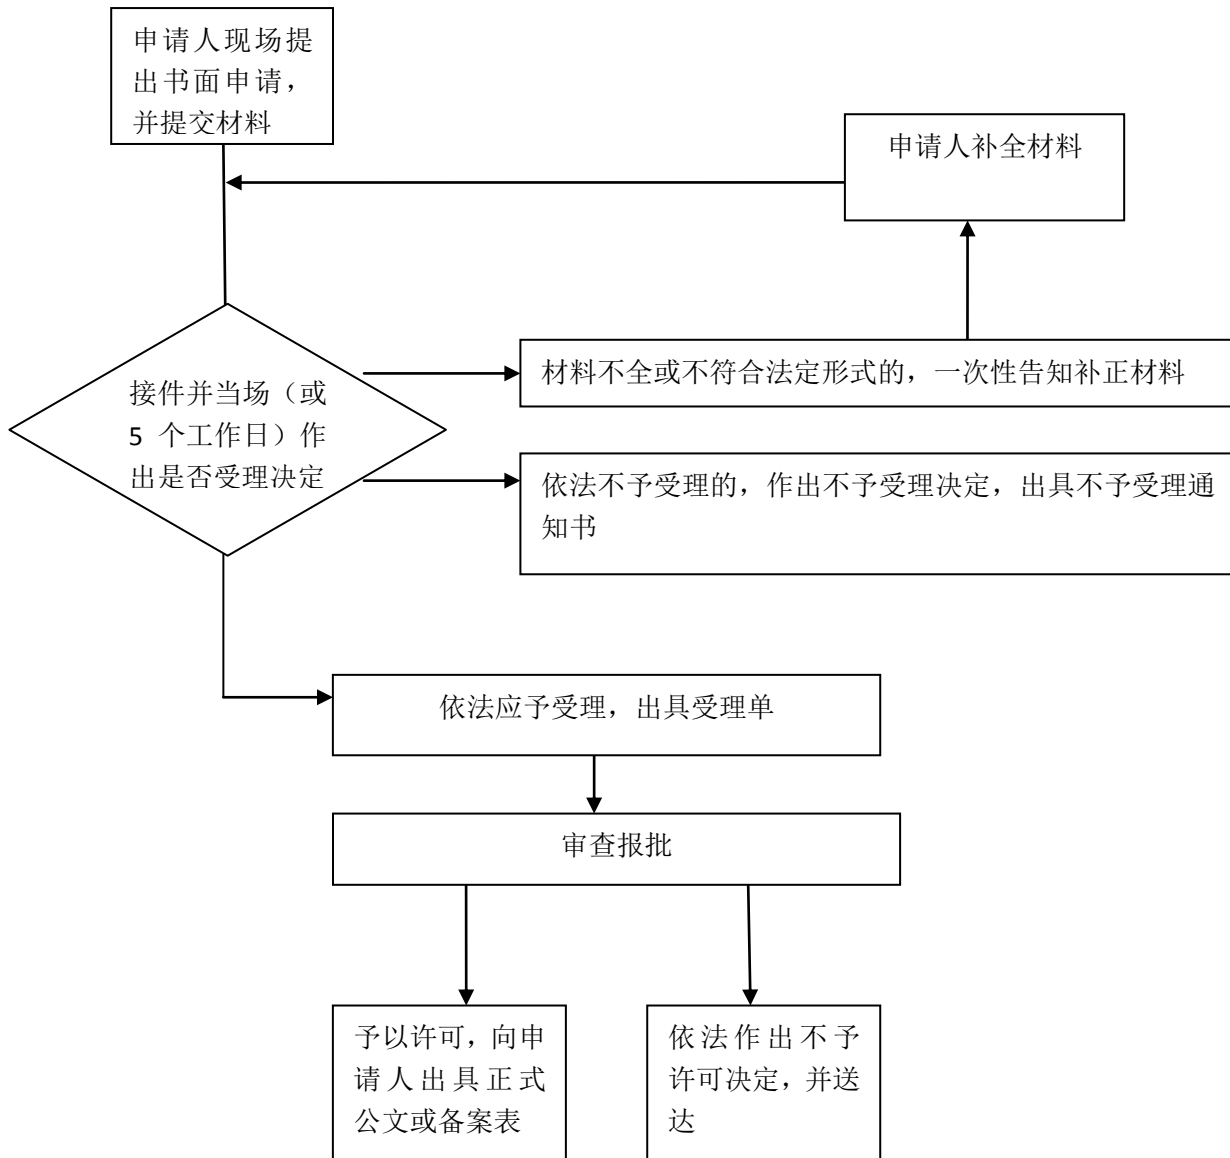 申请人现场提
出书面申请，
并提交材料
申请人补全材料
材料不全或不符合法定形式的，一次性告知补正材料
接件并当场（或
5 个工作日）作
出是否受理决定
依法不予受理的，作出不予受理决定，出具不予受理通
知书
依法应予受理，出具受理单
审查报批
予以许可，向申
请人出具正式
公文或备案表
依法作出不予
许可决定，并送
达